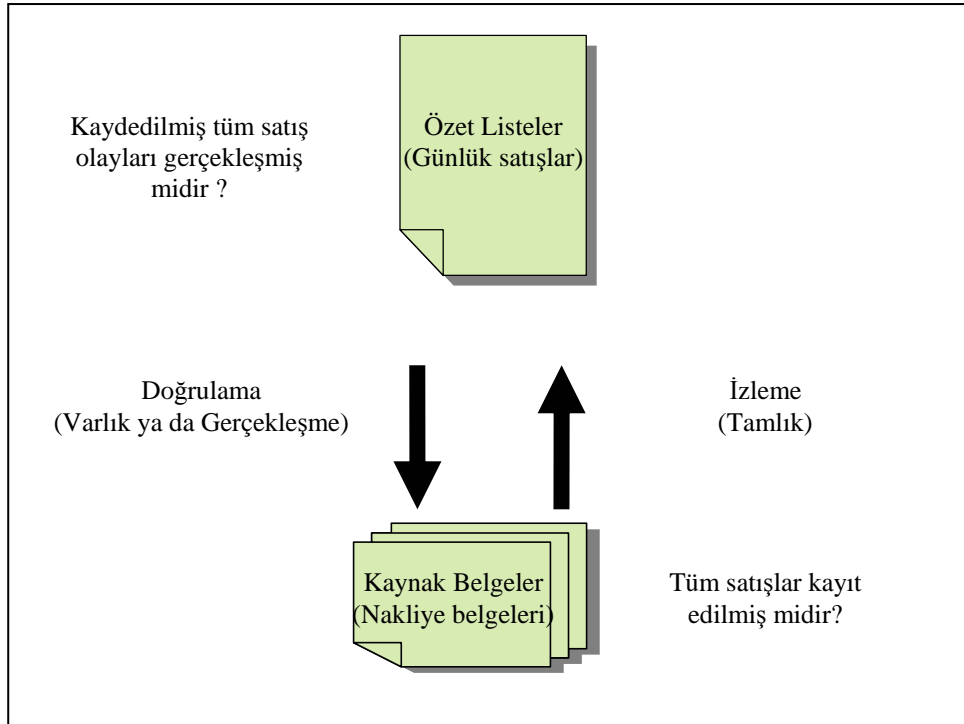 Kaydedilmiş tüm satış
olayları gerçekleşmiş
midir ?
Özet Listeler
(Günlük satışlar)
Doğrulama
(Varlık ya da Gerçekleşme)
İzleme
(Tamlık)
Kaynak Belgeler
(Nakliye belgeleri)
Tüm satışlar kayıt
edilmiş midir?